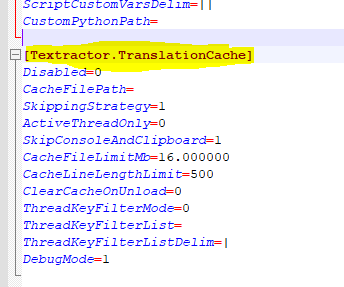 ScriptCustomVarsDelim=||
CustomPythonPath=
[Textractor.TranslationCache]
Disabled=0
CacheFilePath=
SkippingStrategy=1
ActiveThreadOnly=0
SkipConsoleAndClipboard=1
CacheFileLimitMb=16.000000
CacheLineLengthLimit=500
ClearCacheOnUnload=0
ThreadKeyFilterMode=0
ThreadKeyFilterList=
ThreadKeyFilterListDelim=|
DebugMode=1